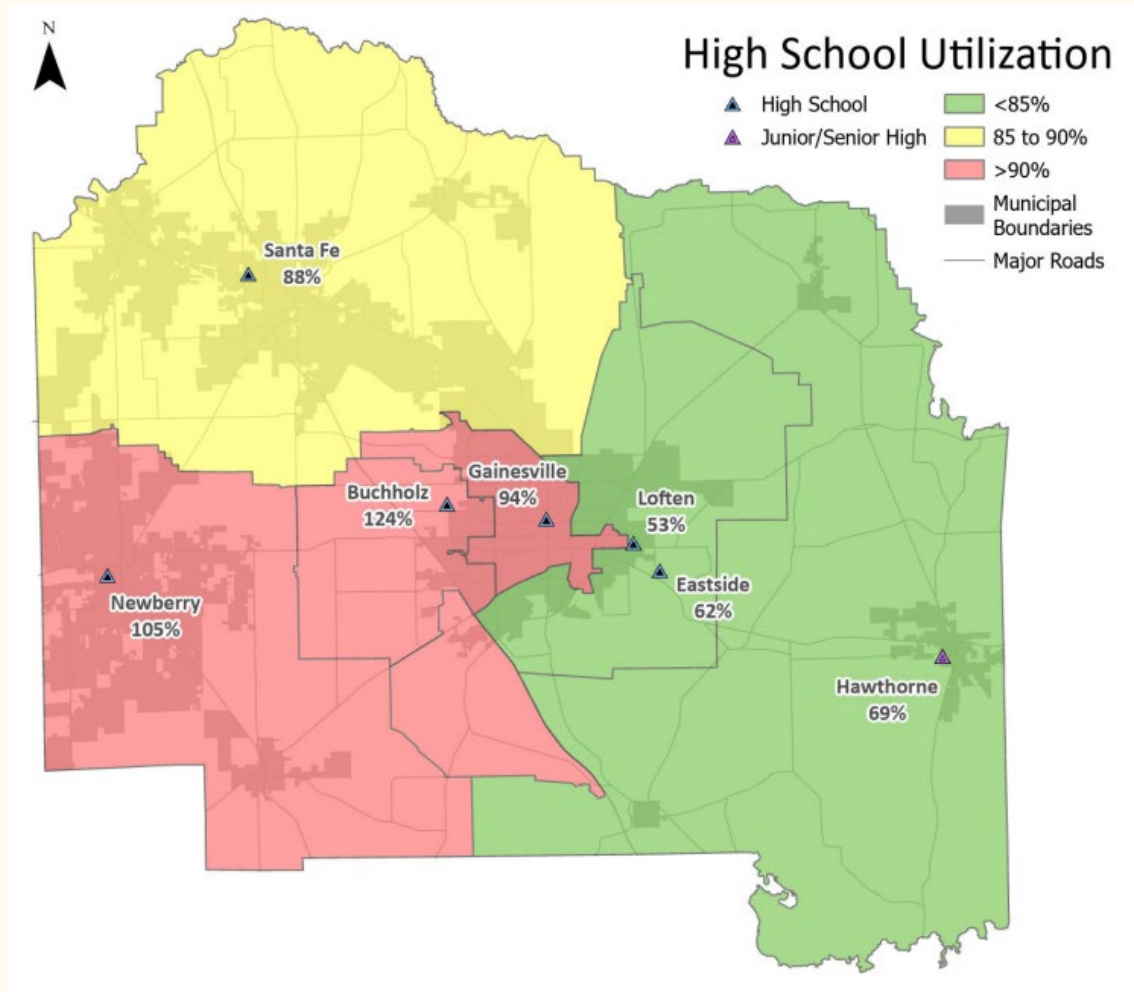 N
High School Utilization
High School
Junior/Senior High
<85%
85 to 90%
>90%
Municipal
Boundaries
Major Roads
Santa Fe
88%
Gainesville
94%
Buchholz
124%
Loften
53%
Eastside
62%
Newberry
105%
Hawthorne
69%